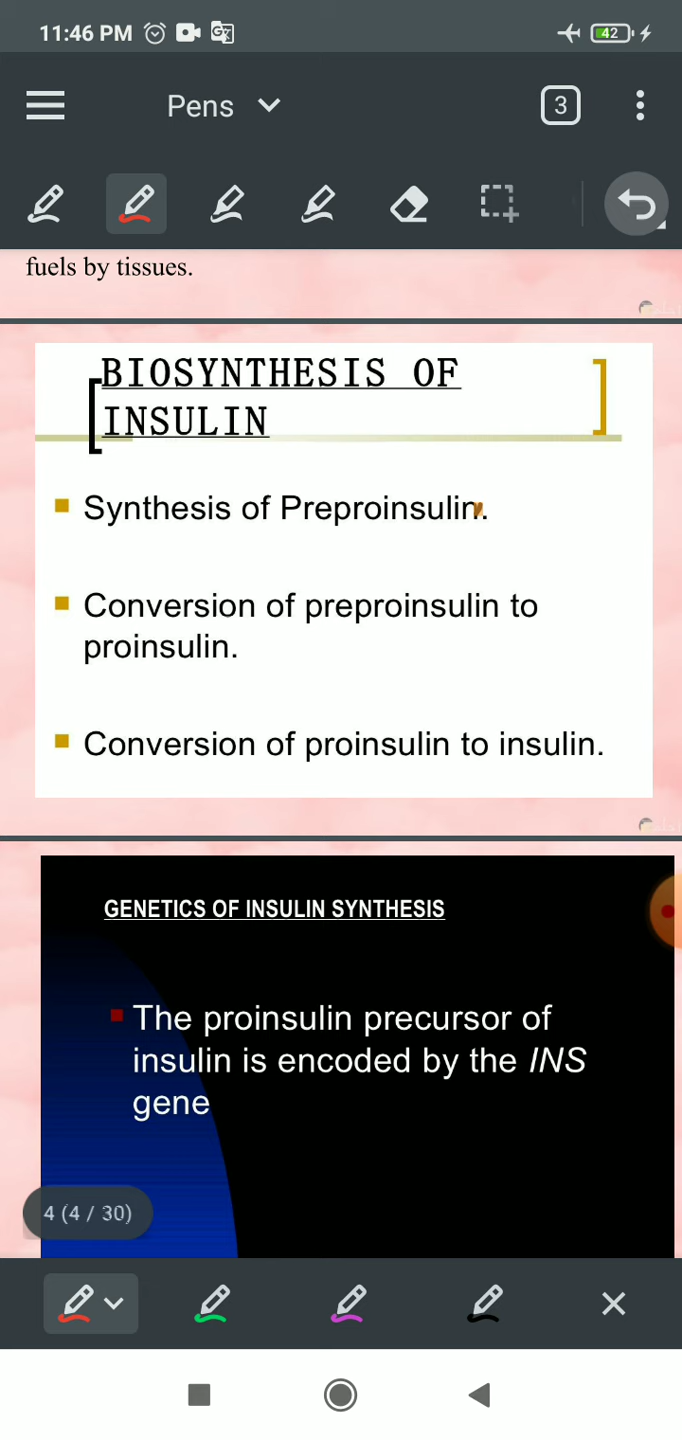 11:46 PM
42
Pens
3
fuels by tissues.
BIOSYNTHESIS OF
INSULIN
Synthesis of Preproinsulin.
Conversion of preproinsulin to
proinsulin.
Conversion of proinsulin to insulin.
GENETICS OF INSULIN SYNTHESIS
The proinsulin precursor of
insulin is encoded by the INS
gene
4 (4 / 30)